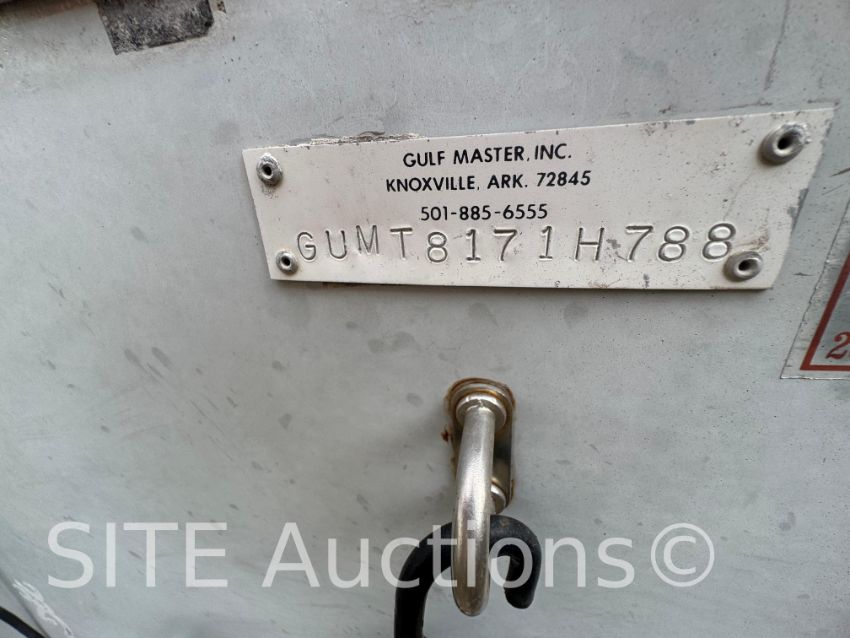 GULF MASTER, INC.
KNOXVILLE, ARK. 72845
501-885-6555
GUMT8171H788
SITE Auctions©